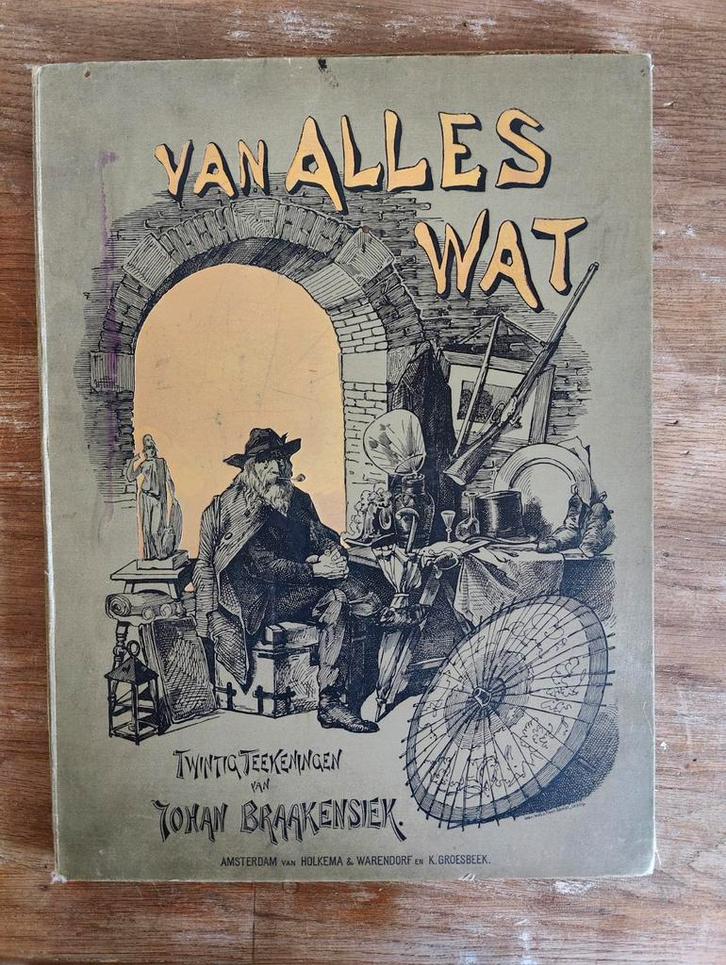 VAN ALLES
WAT
TWINTIG TEEKENINGEN
VAN
JOHAN BRAAKENSIEK.
AMSTERDAM VAN HOLKEMA & WARENDORF EN K. GROESBEEK.